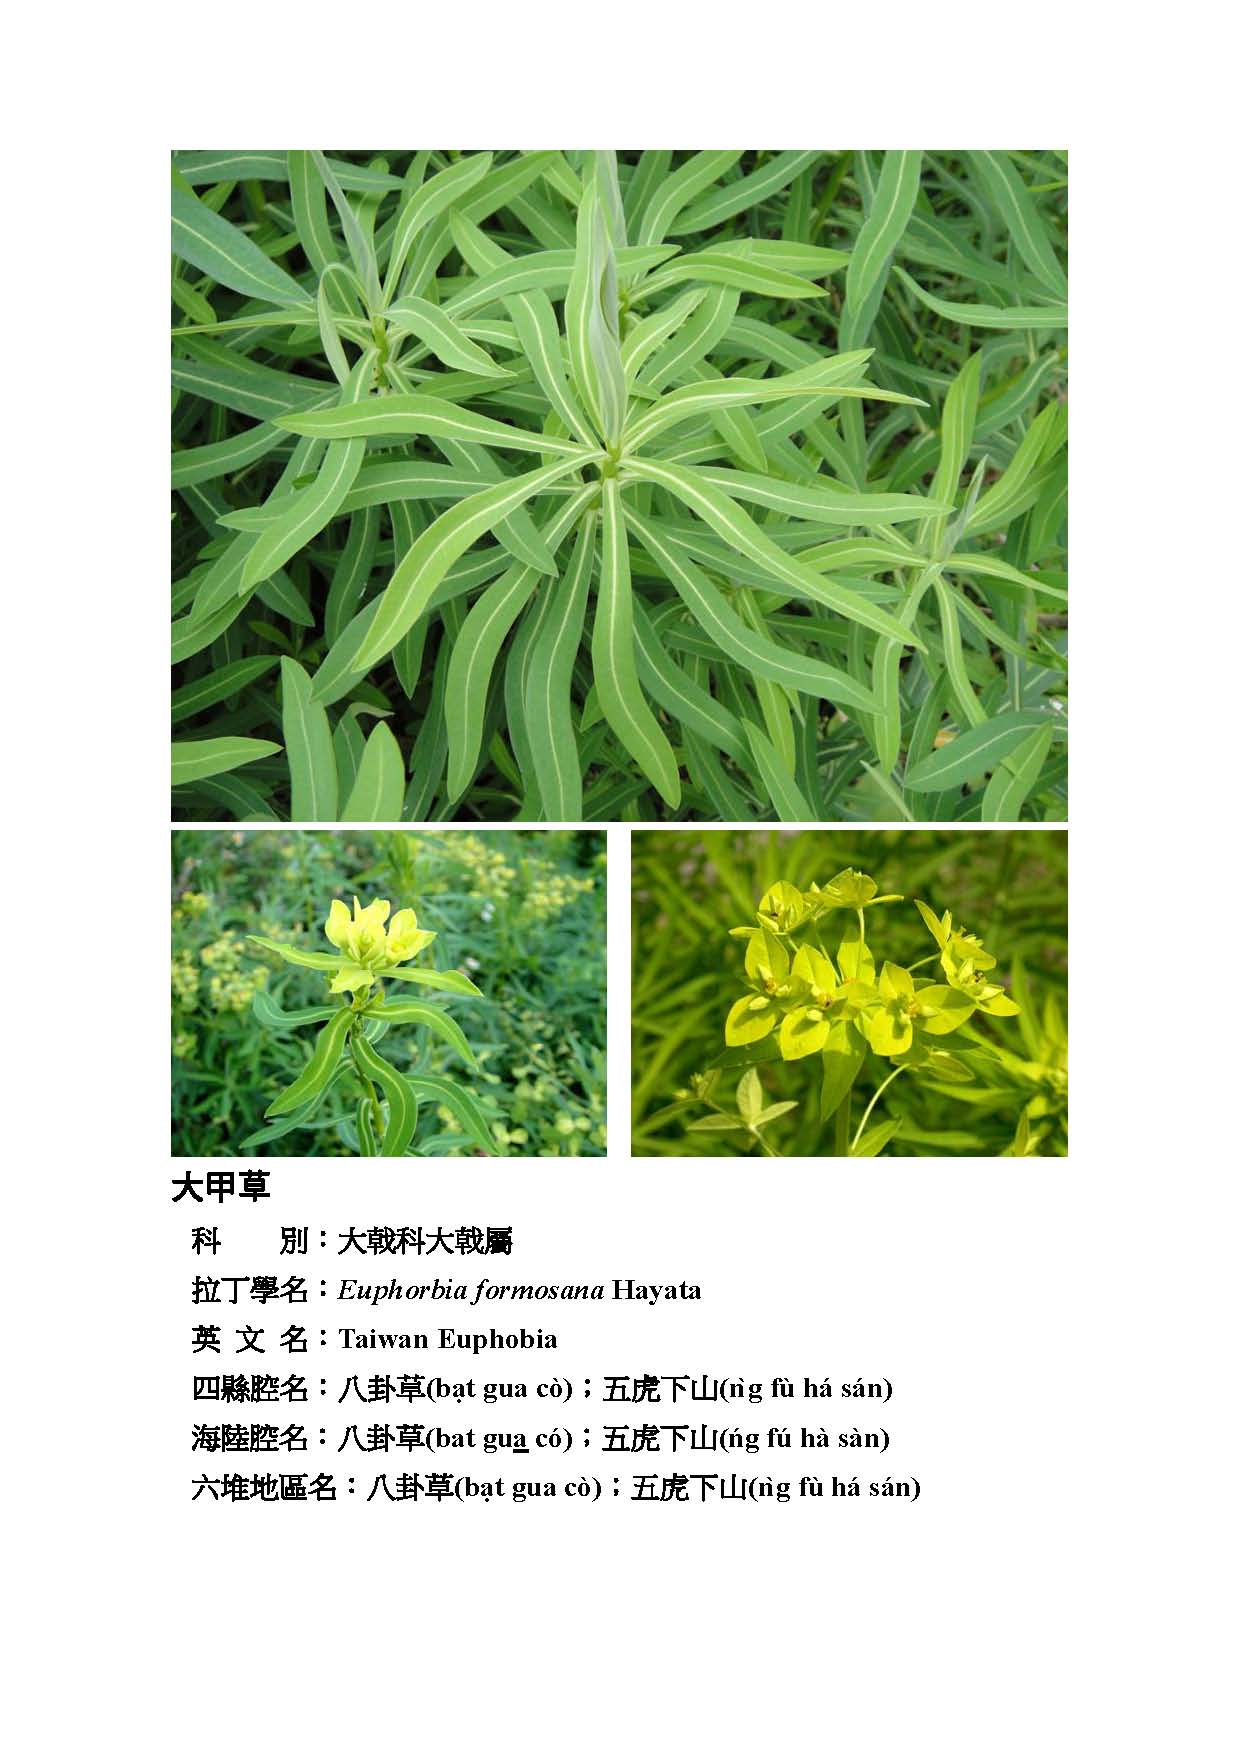 大甲草
科　　別：大戟科大戟屬
拉丁學名：Euphorbia formosana Hayata
英 文 名：Taiwan Euphobia
四縣腔名：八卦草(bạt gua cò)；五虎下山(ǹg fù há sán)
海陸腔名：八卦草(bat gua có)；五虎下山(ńg fú hà sàn)
六堆地區名：八卦草(bạt gua cò)；五虎下山(ǹg fù há sán)